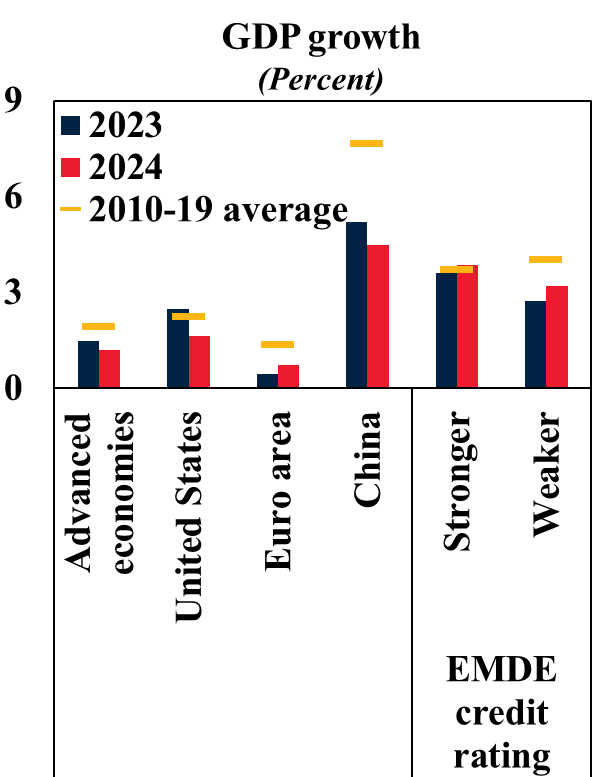 GDP growth
(Percent)
9
6
3
0
2023
2024
2010-19 average
Advanced
economies
United States
Euro area
China
Stronger
Weaker
EMDE
credit
rating